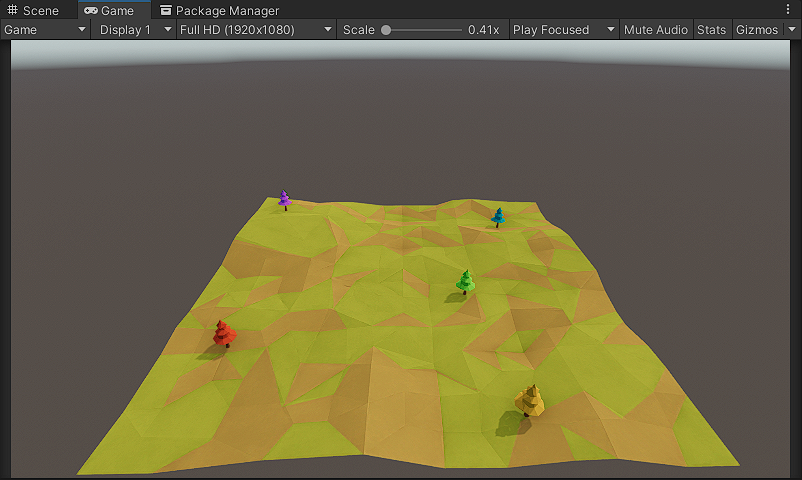 Scene Game Package Manager
Game Display 1 Full HD (1920x1080) Scale 0.41x Play Focused Mute Audio Stats Gizmos